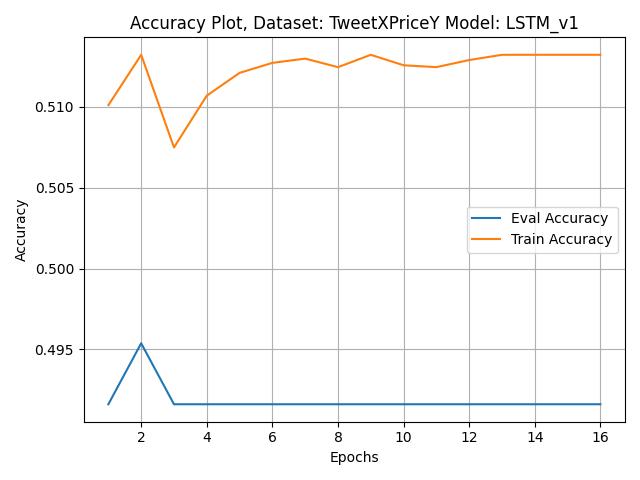 Accuracy Plot, Dataset: TweetXPriceY Model: LSTM_v1
0.510
0.505
0.500
0.495
Accuracy
Eval Accuracy
Train Accuracy
2 4 6 8 10 12 14 16
Epochs